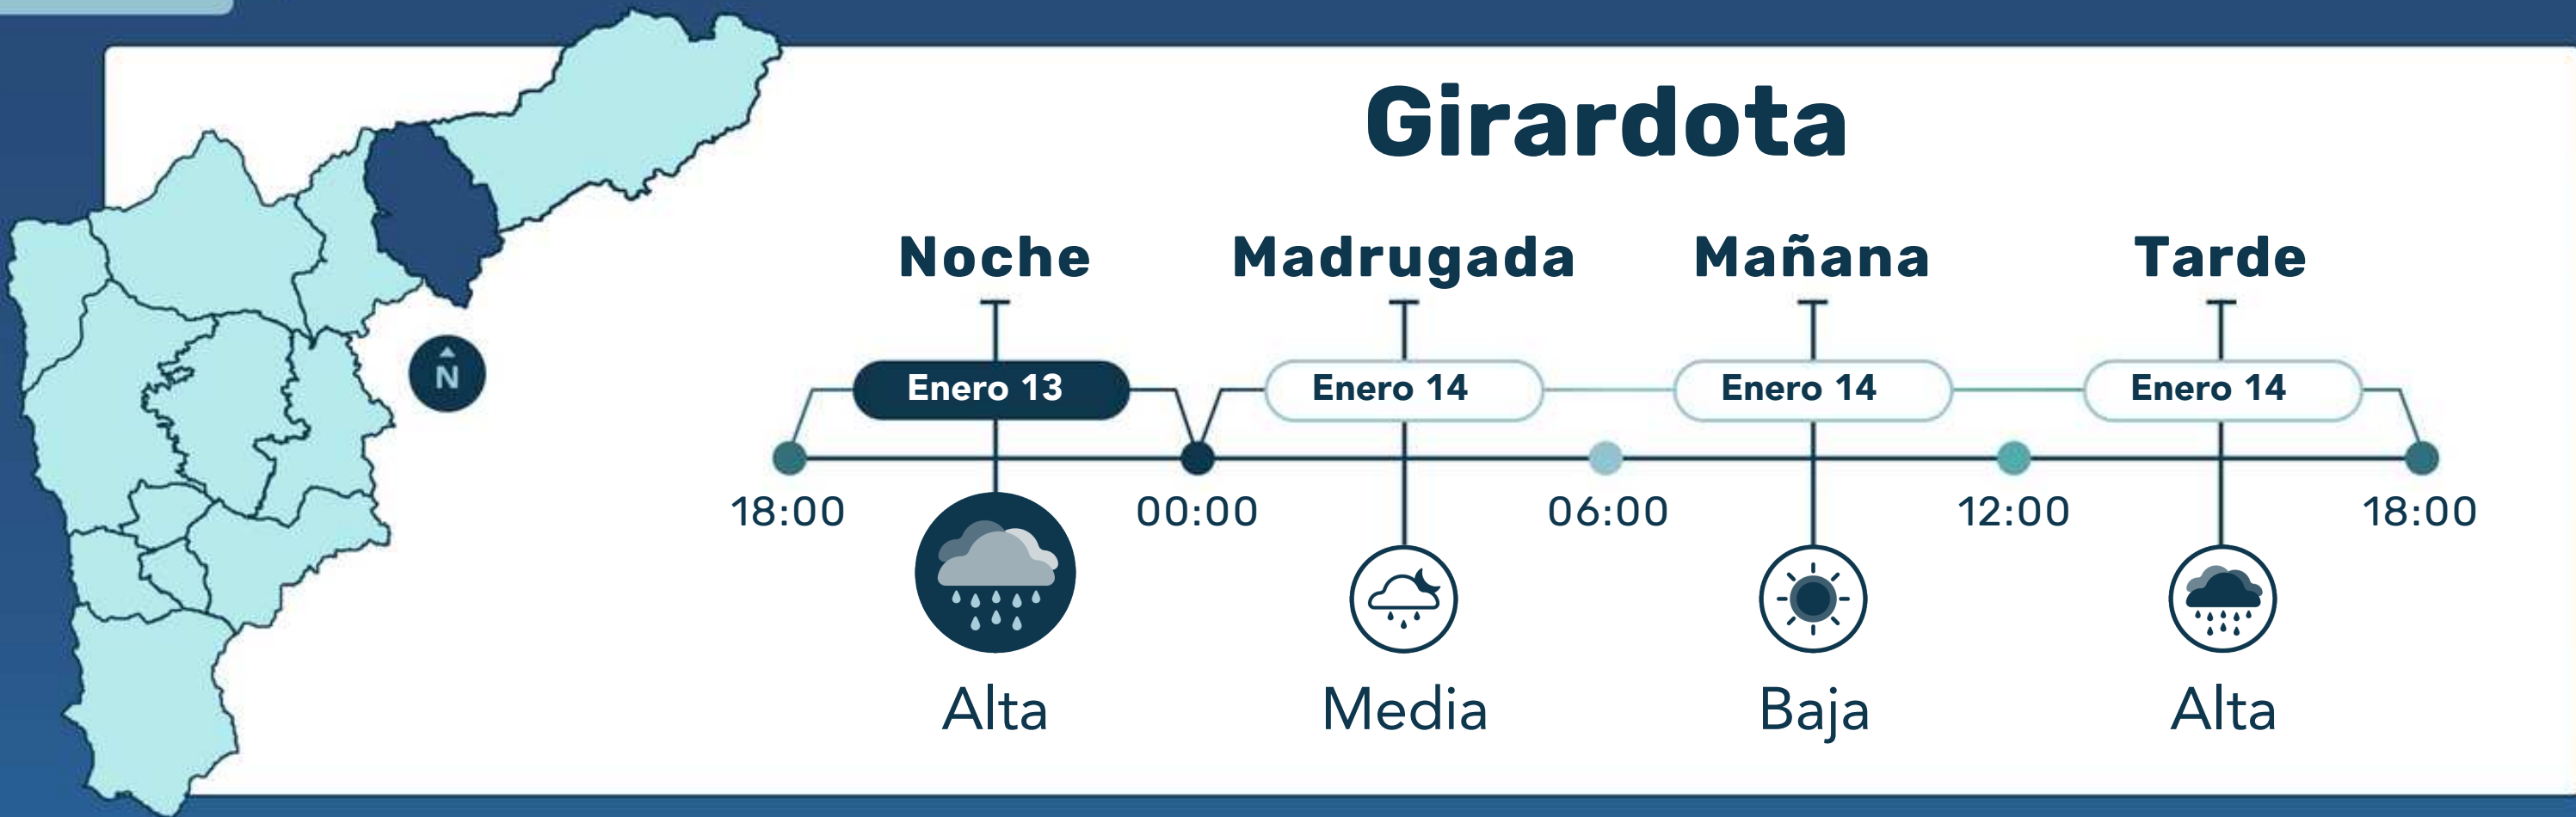 Girardota
Noche Madrugada Mañana Tarde
Enero 13 Enero 14 Enero 14 Enero 14
N
18:00 00:00 06:00 12:00 18:00
Alta Media Baja Alta